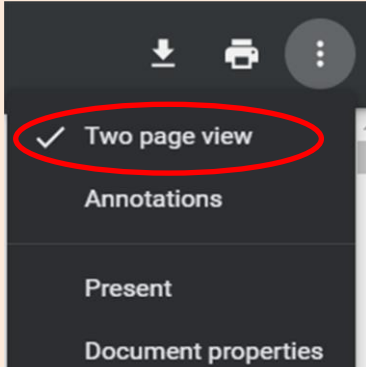 Two page view
Annotations
Present
Document properties